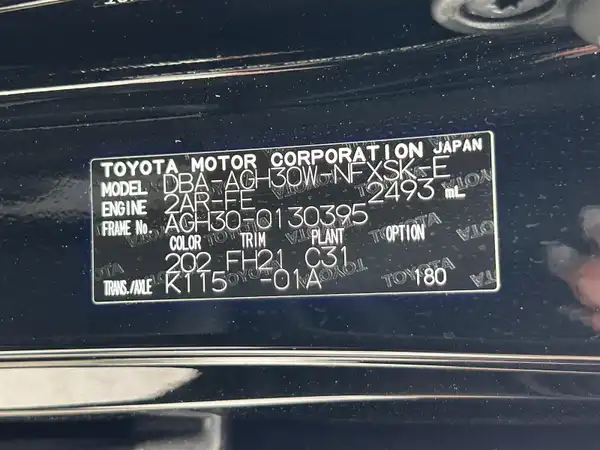 TOYOTA MOTOR CORPORATION JAPAN
MODEL DBA-AGH30W-NFXSK-E
ENGINE 2AR-FE 2493 mL
FRAME No. AGH30-0130395
COLOR TRIM PLANT OPTION
202 FH21 C31
TRANS./AXLE K115 -01A 180